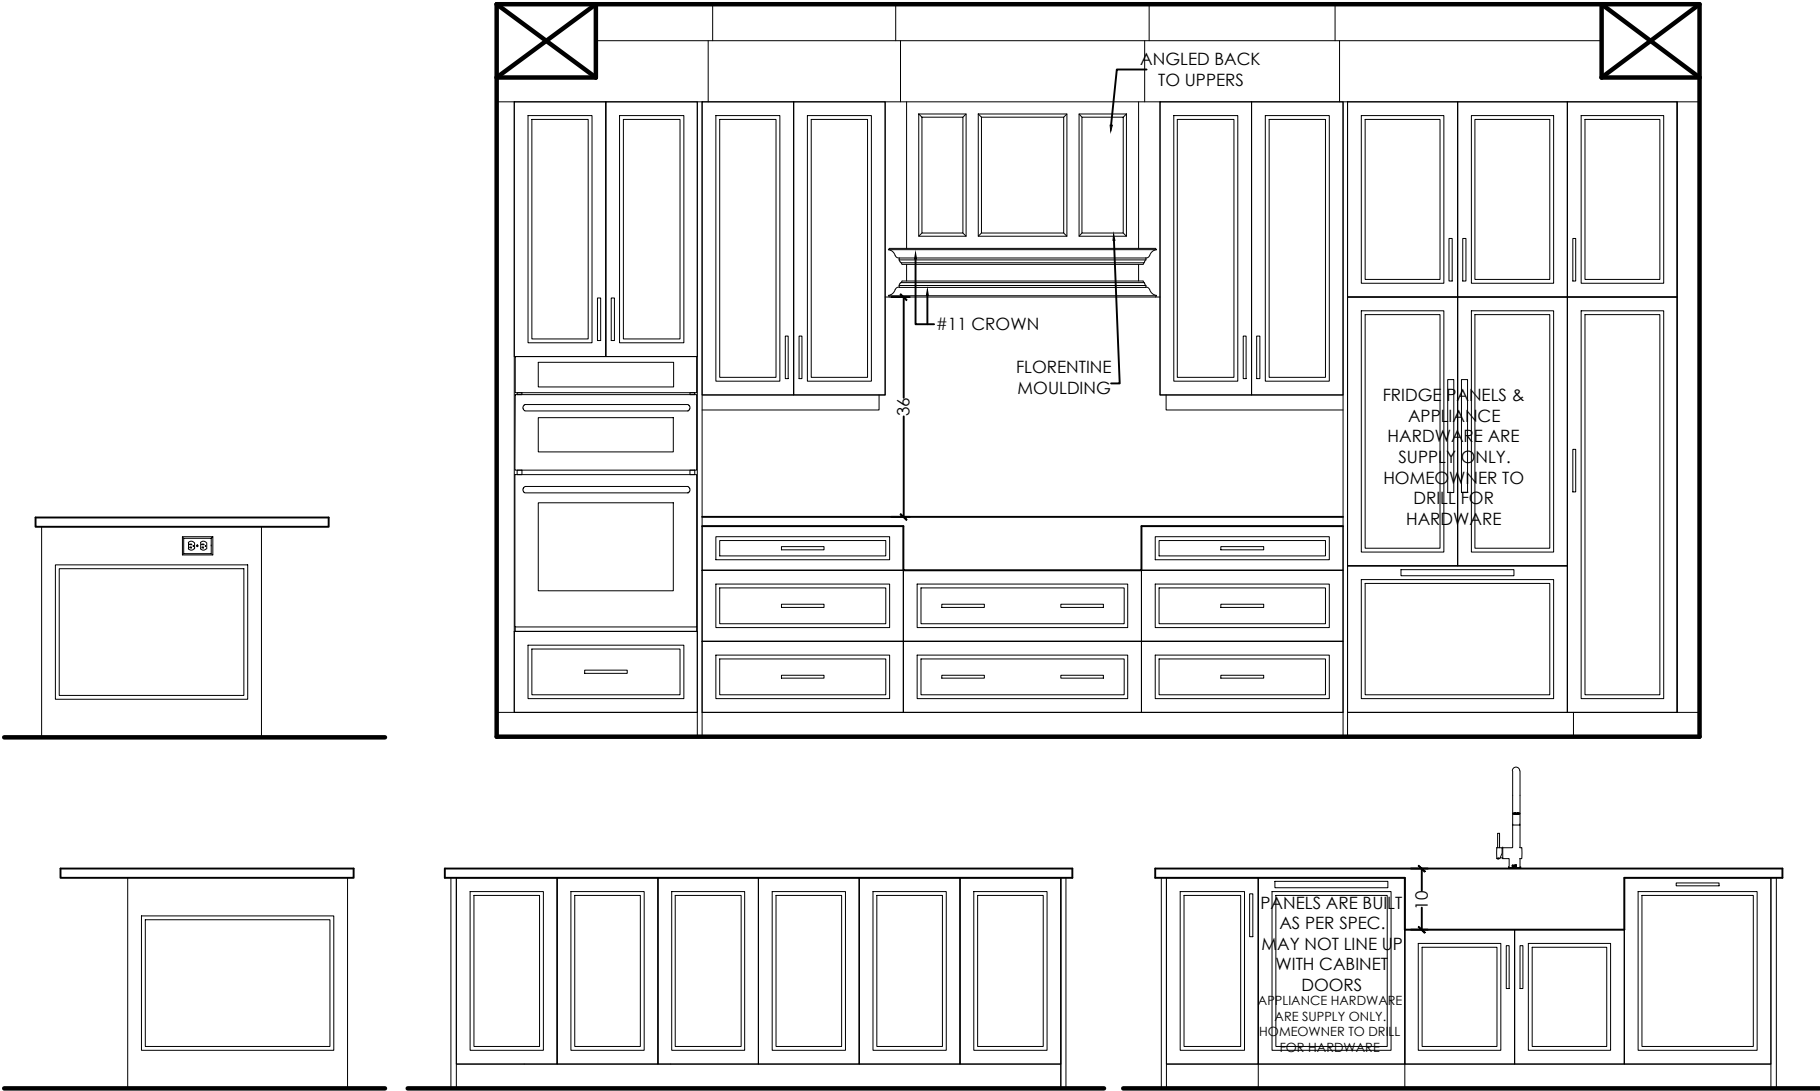 ANGLED BACK
TO UPPERS
#11 CROWN
FLORENTINE
MOULDING
36
FRIDGE PANELS &
APPLIANCE
HARDWARE ARE
SUPPLY ONLY.
HOMEOWNER TO
DRILL FOR
HARDWARE
10
PANELS ARE BUILT
AS PER SPEC.
MAY NOT LINE UP
WITH CABINET
DOORS
APPLIANCE HARDWARE
ARE SUPPLY ONLY.
HOMEOWNER TO DRILL
FOR HARDWARE